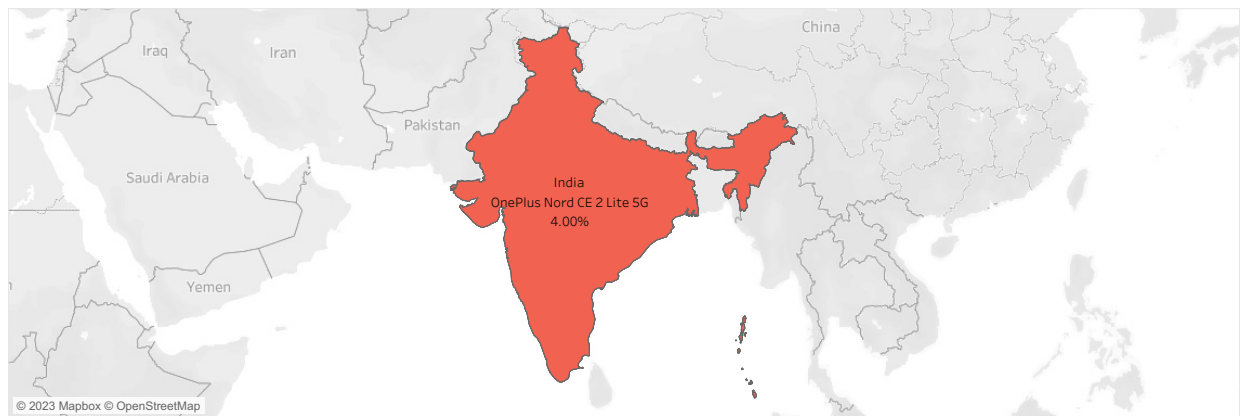 China
Iraq
Iran
Pakistan
Saudi Arabia
India
OnePlus Nord CE 2 Lite 5G
4.00%
Yemen
n
© 2023 Mapbox © OpenStreetMap